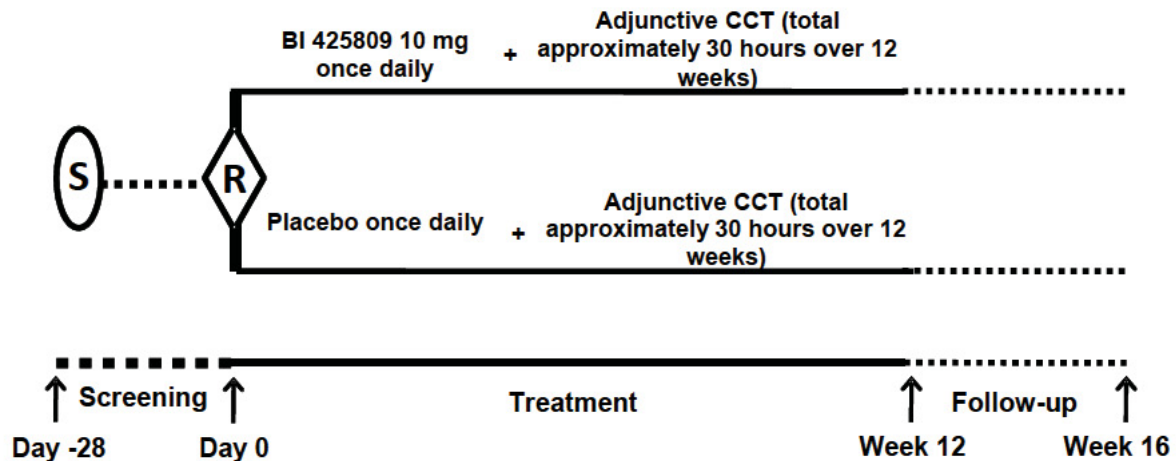 BI 425809 10 mg
once daily
+
Adjunctive CCT (total
approximately 30 hours over 12
weeks)
S
R
Placebo once daily
+
Adjunctive CCT (total
approximately 30 hours over 12
weeks)
Screening
Treatment
Follow-up
Day -28
Day 0
Week 12
Week 16